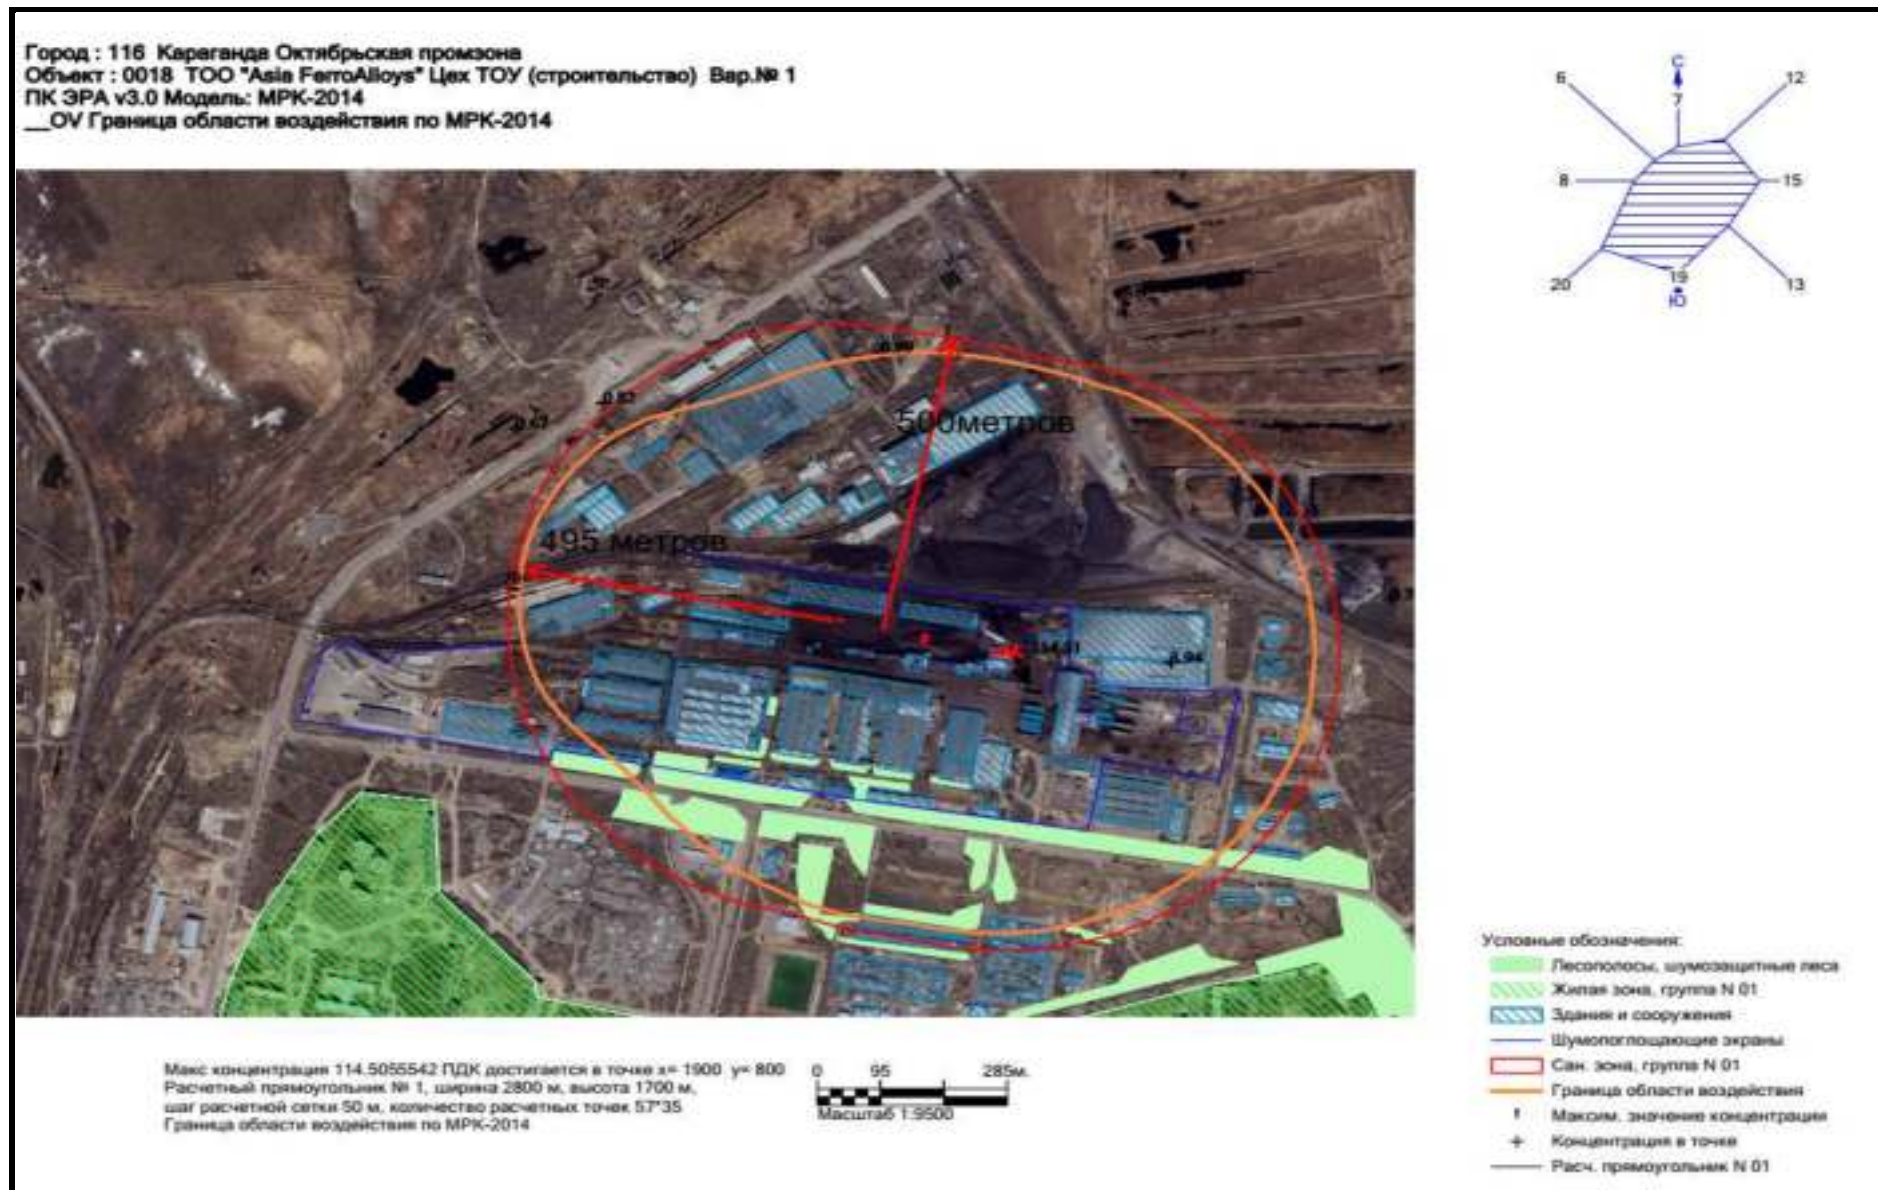 Город : 116 Караганда Октябрьская промзона
Объект : 0018 ТОО "Asia FerroAlloys" Цех ТОУ (строительство) Вар.№ 1
ПК ЭРА v3.0 Модель: МРК-2014
__OV Граница области воздействия по МРК-2014
С
6
12
7
8
15
20
19
13
Ю
500метров
495 метров
Макс концентрация 114.5055542 ПДК достигается в точке x= 1900 y= 800
Расчетный прямоугольник № 1, ширина 2800 м, высота 1700 м,
шаг расчетной сетки 50 м, количество расчетных точек 57*35
Граница области воздействия по МРК-2014
0 95 285м.
Масштаб 1:9500
Условные обозначения:
Лесополосы, шумозащитные леса
Жилая зона, группа N 01
Здания и сооружения
Шумопоглощающие экраны
Сан. зона, группа N 01
Граница области воздействия
Максим. значение концентрации
Концентрация в точке
Расч. прямоугольник N 01